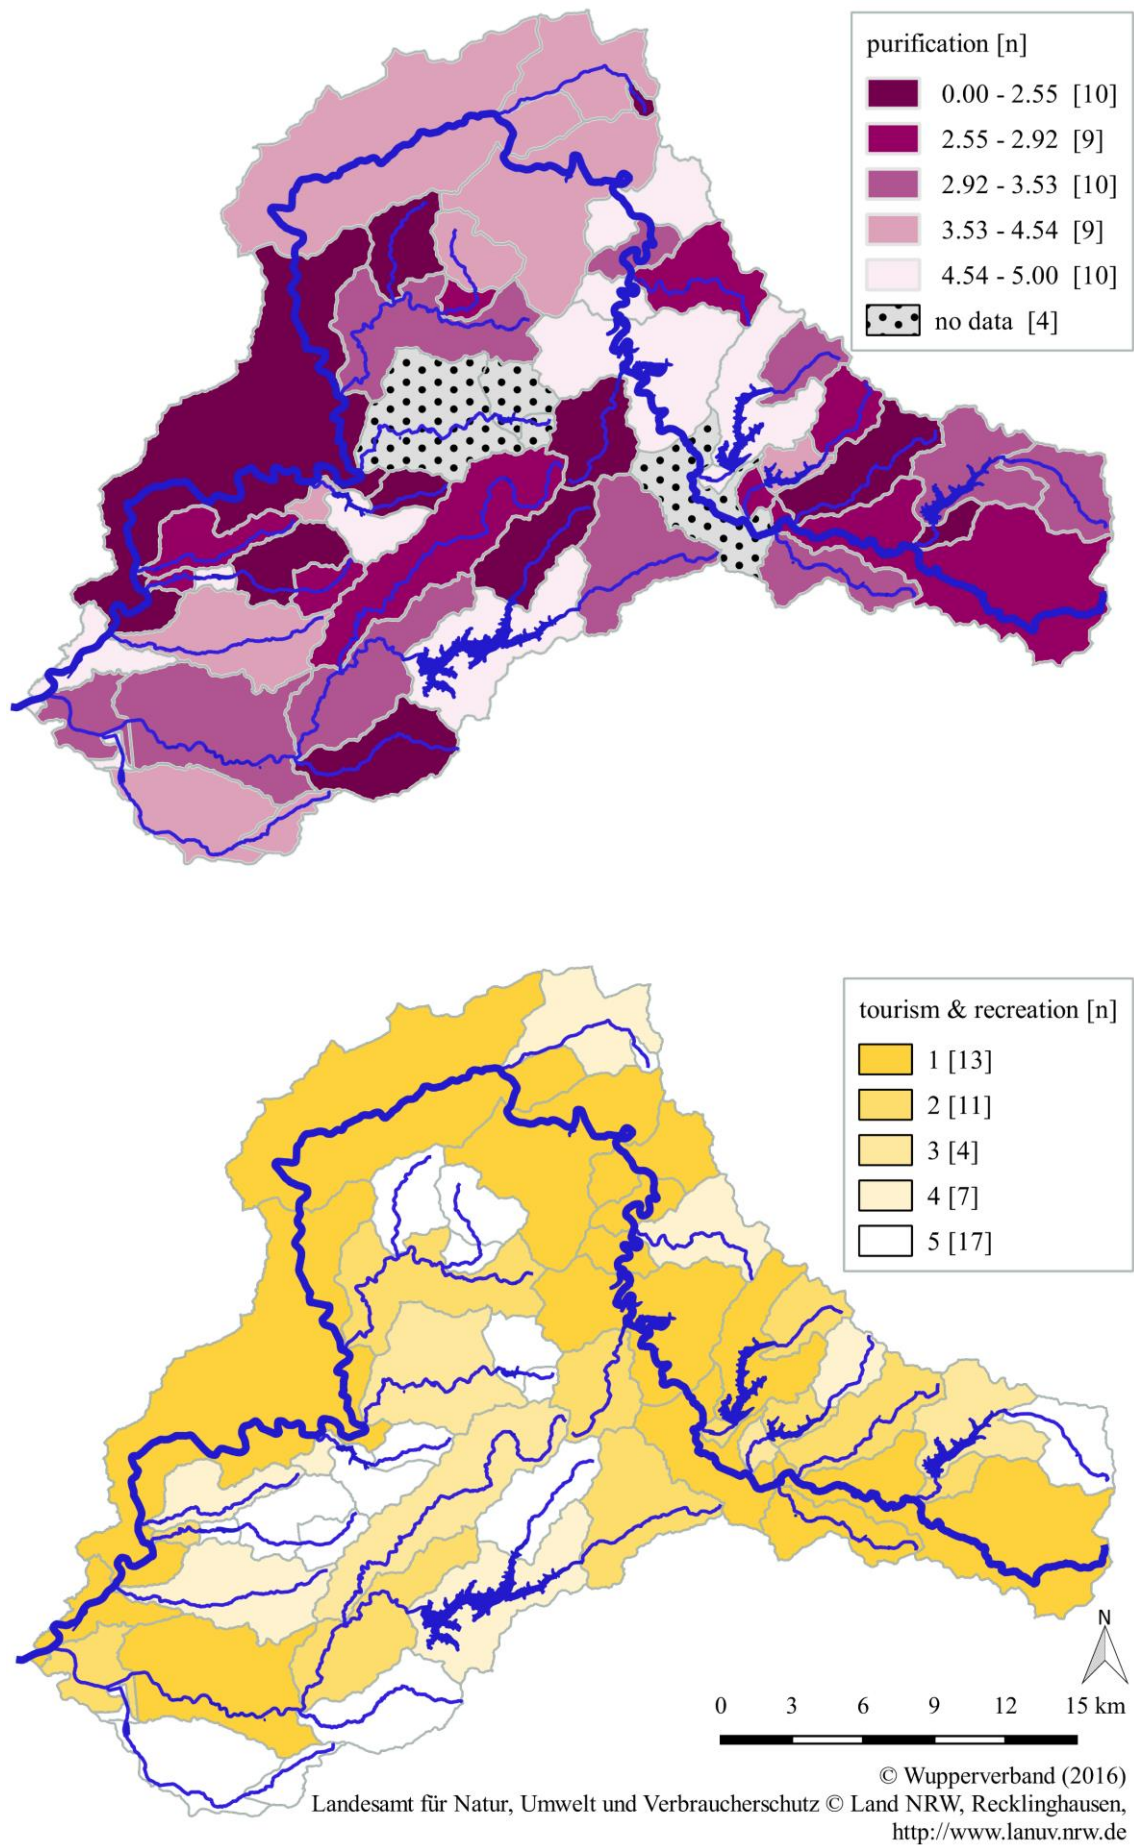 purification [n]
0.00 - 2.55 [10]
2.55 - 2.92 [9]
2.92 - 3.53 [10]
3.53 - 4.54 [9]
4.54 - 5.00 [10]
no data [4]
tourism & recreation [n]
1 [13]
2 [11]
3 [4]
4 [7]
5 [17]
N
0 3 6 9 12 15 km
© Wupperverband (2016)
Landesamt für Natur, Umwelt und Verbraucherschutz © Land NRW, Recklinghausen,
http://www.lanuv.nrw.de